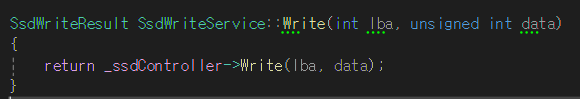 SsdWriteResult SsdWriteService::Write(int lba, unsigned int data)
{
    return _ssdController->Write(lba, data);
}